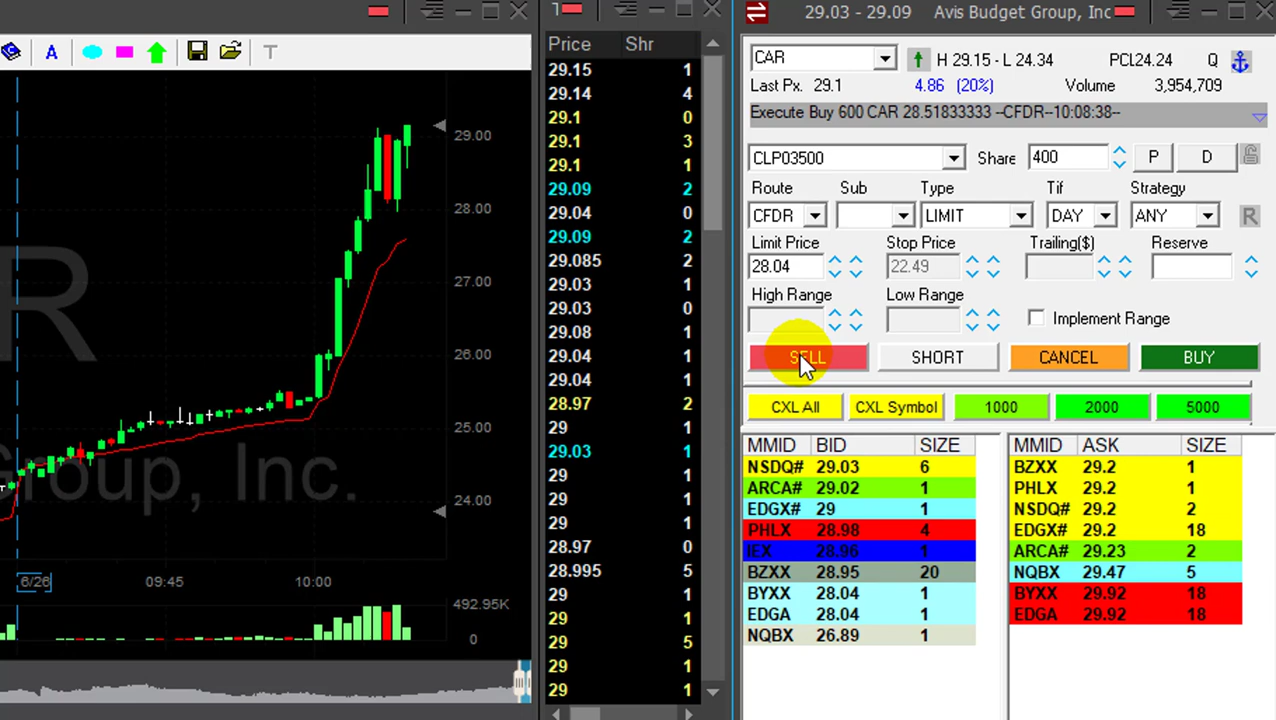 29.03 - 29.09 Avis Budget Group, Inc
A T
29.00
28.00
27.00
26.00
25.00
24.00
R
Group, Inc.
6/26 09:45 10:00
492.95K
0
Price Shr
29.15 1
29.14 4
29.1 0
29.1 3
29.1 1
29.09 2
29.04 0
29.09 2
29.085 2
29.03 1
29.03 0
29.08 1
29.04 1
29.04 1
28.97 2
29 1
29.03 1
29 1
29 1
29 1
28.97 0
28.995 5
29 1
29 1
29 5
29 1
29 1
CAR H 29.15 - L 24.34 PCL24.24 Q
Last Px. 29.1 4.86 (20%) Volume 3,954,709
Execute Buy 600 CAR 28.51833333 --CFDR--10:08:38--
CLP03500 Share 400 P D
Route Sub Type Tif Strategy
CFDR LIMIT DAY ANY R
Limit Price Stop Price Trailing($) Reserve
28.04 22.49
High Range Low Range
Implement Range
SELL SHORT CANCEL BUY
CXL All CXL Symbol 1000 2000 5000
MMID BID SIZE MMID ASK SIZE
NSDQ# 29.03 6 BZXX 29.2 1
ARCA# 29.02 1 PHLX 29.2 1
EDGX# 29 1 NSDQ# 29.2 2
PHLX 28.98 4 EDGX# 29.2 18
IEX 28.96 1 ARCA# 29.23 2
BZXX 28.95 20 NQBX 29.47 5
BYXX 28.04 1 BYXX 29.92 18
EDGA 28.04 1 EDGA 29.92 18
NQBX 26.89 1